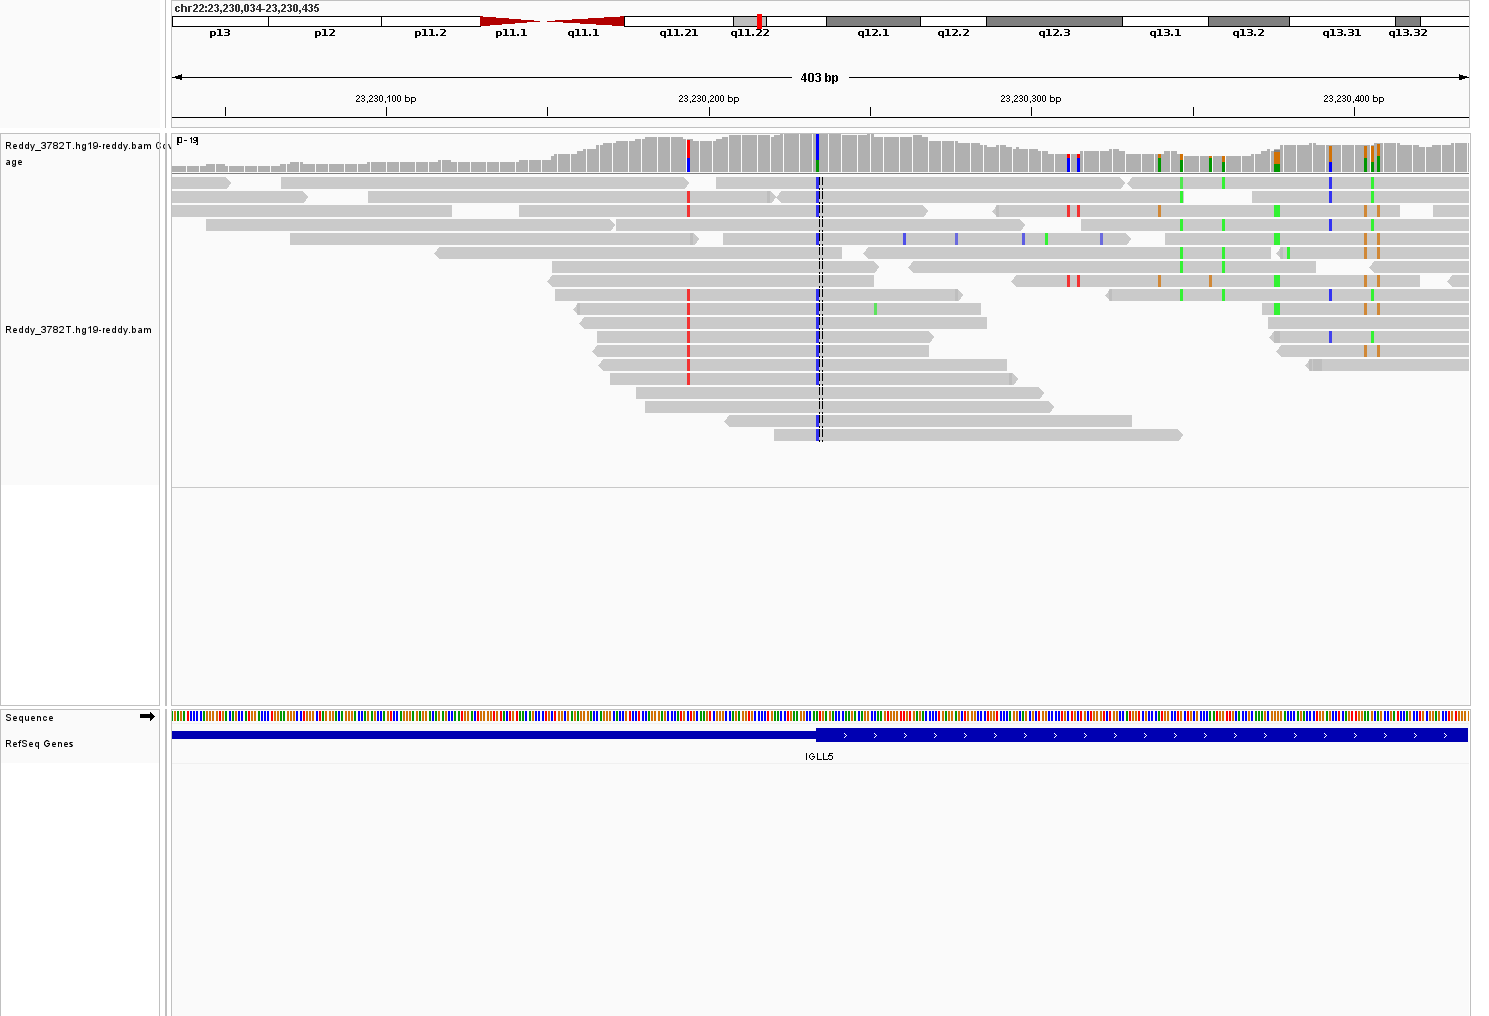 chr22:23,230,034-23,230,435
p13 p12 p11.2 p11.1 q11.1 q11.21 q11.22 q12.1 q12.2 q12.3 q13.1 q13.2 q13.31 q13.32
403 bp
23,230,100 bp 23,230,200 bp 23,230,300 bp 23,230,400 bp
[0 - 19]
Reddy_3782T.hg19-reddy.bam Cov
age
Reddy_3782T.hg19-reddy.bam
Sequence
RefSeq Genes
IGLL5